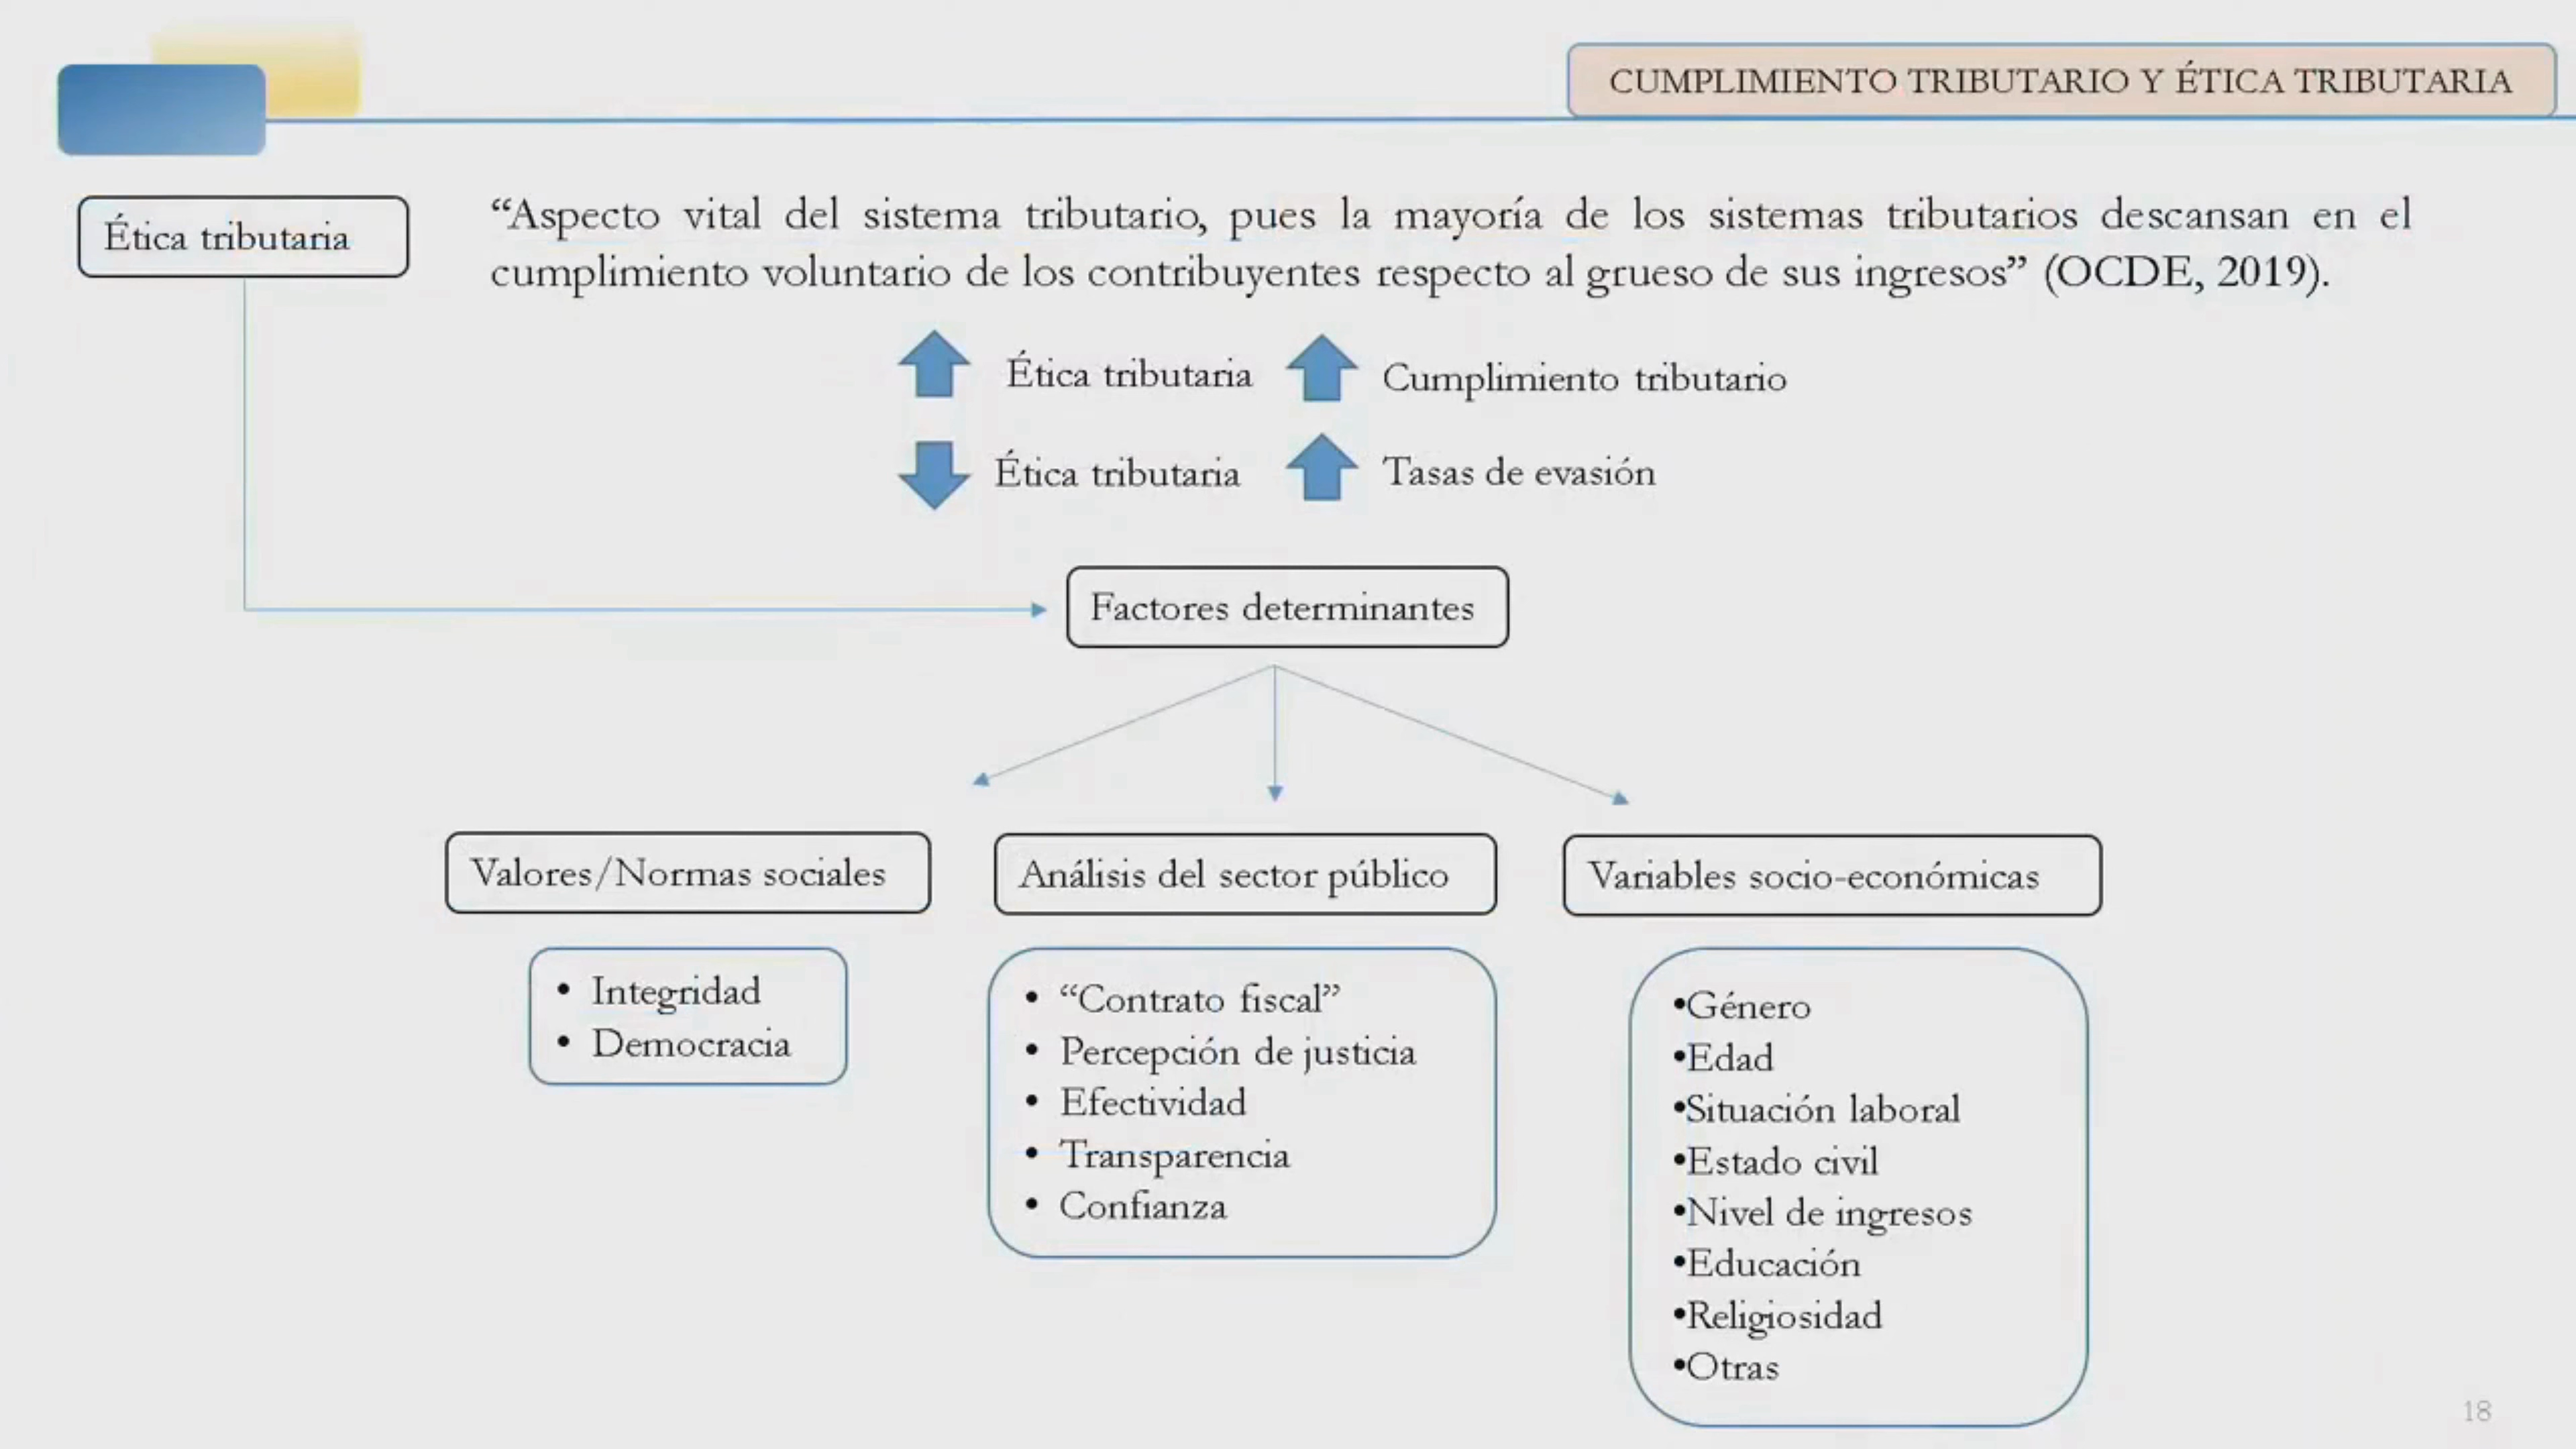 CUMPLIMIENTO TRIBUTARIO Y ÉTICA TRIBUTARIA
Ética tributaria
“Aspecto vital del sistema tributario, pues la mayoría de los sistemas tributarios descansan en el
cumplimiento voluntario de los contribuyentes respecto al grueso de sus ingresos” (OCDE, 2019).
Ética tributaria
Cumplimiento tributario
Ética tributaria
Tasas de evasión
Factores determinantes
Valores/Normas sociales
• Integridad
• Democracia
Análisis del sector público
• “Contrato fiscal”
• Percepción de justicia
• Efectividad
• Transparencia
• Confianza
Variables socio-económicas
•Género
•Edad
•Situación laboral
•Estado civil
•Nivel de ingresos
•Educación
•Religiosidad
•Otras
18